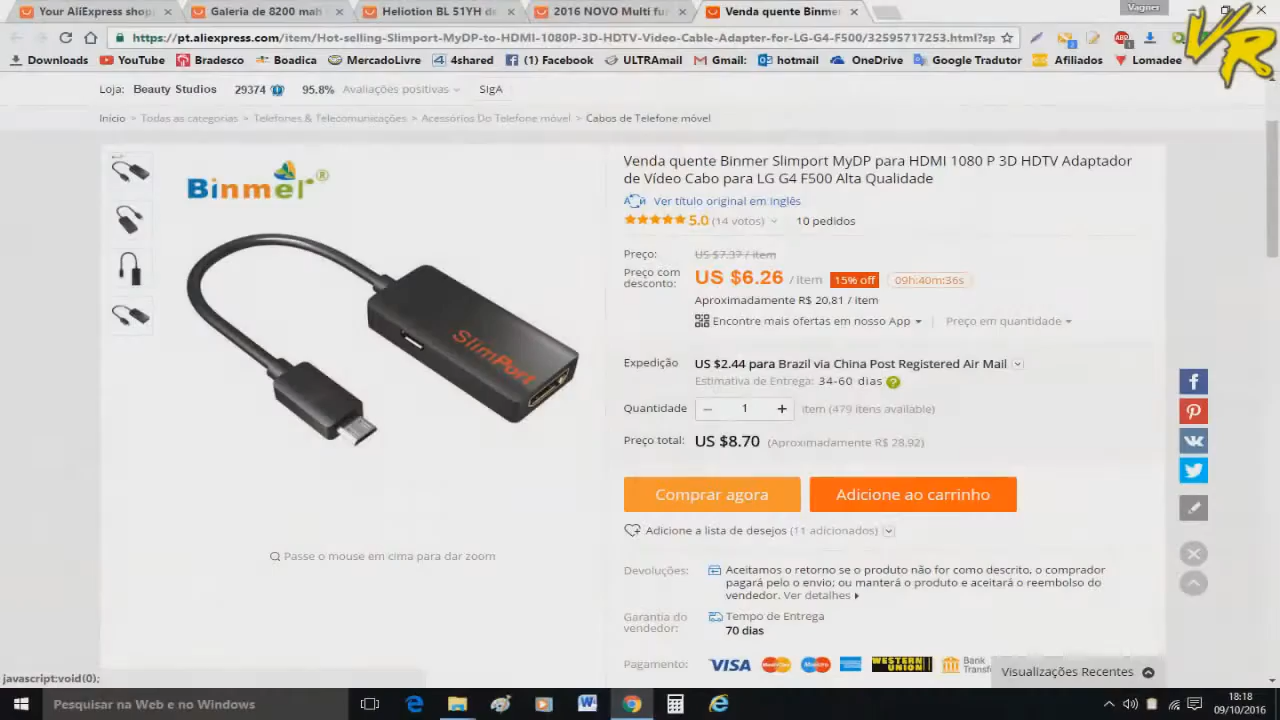 Your AliExpress shop
Galeria de 8200 mah
Heliotion BL 51YH de
2016 NOVO Multi fun
Venda quente Binmer
Vagner
https://pt.aliexpress.com/item/Hot-selling-Slimport-MyDP-to-HDMI-1080P-3D-HDTV-Video-Cable-Adapter-for-LG-G4-F500/32595717253.html?sp
VR
Downloads YouTube Bradesco Boadica MercadoLivre 4shared (1) Facebook ULTRAmail Gmail: hotmail OneDrive Google Tradutor Afiliados Lomadee
Loja: Beauty Studios 29374 95.8% Avaliações positivas SIgA
Início > Todas as categorias > Telefones & Telecomunicações > Acessórios Do Telefone móvel > Cabos de Telefone móvel
Binmer®
SlimPort
Passe o mouse em cima para dar zoom
Venda quente Binmer Slimport MyDP para HDMI 1080 P 3D HDTV Adaptador
de Vídeo Cabo para LG G4 F500 Alta Qualidade
Ver título original em Inglês
5.0 (14 votos) 10 pedidos
Preço: US $7.37 / item
Preço com desconto: US $6.26 / item 15% off 09h:40m:36s
Aproximadamente R$ 20,81 / item
Encontre mais ofertas em nosso App | Preço em quantidade
Expedição US $2.44 para Brazil via China Post Registered Air Mail
Estimativa de Entrega: 34-60 dias ?
Quantidade − 1 + item (479 itens available)
Preço total: US $8.70 (Aproximadamente R$ 28,92)
Comprar agora Adicione ao carrinho
Adicione a lista de desejos (11 adicionados)
Devoluções: Aceitamos o retorno se o produto não for como descrito, o comprador
pagará pelo o envio; ou manterá o produto e aceitará o reembolso do
vendedor. Ver detalhes
Garantia do vendedor: Tempo de Entrega
70 dias
Pagamento: VISA MasterCard Maestro WESTERN UNION Bank Transf
Visualizações Recentes
javascript:void(0);
Pesquisar na Web e no Windows
18:18
09/10/2016